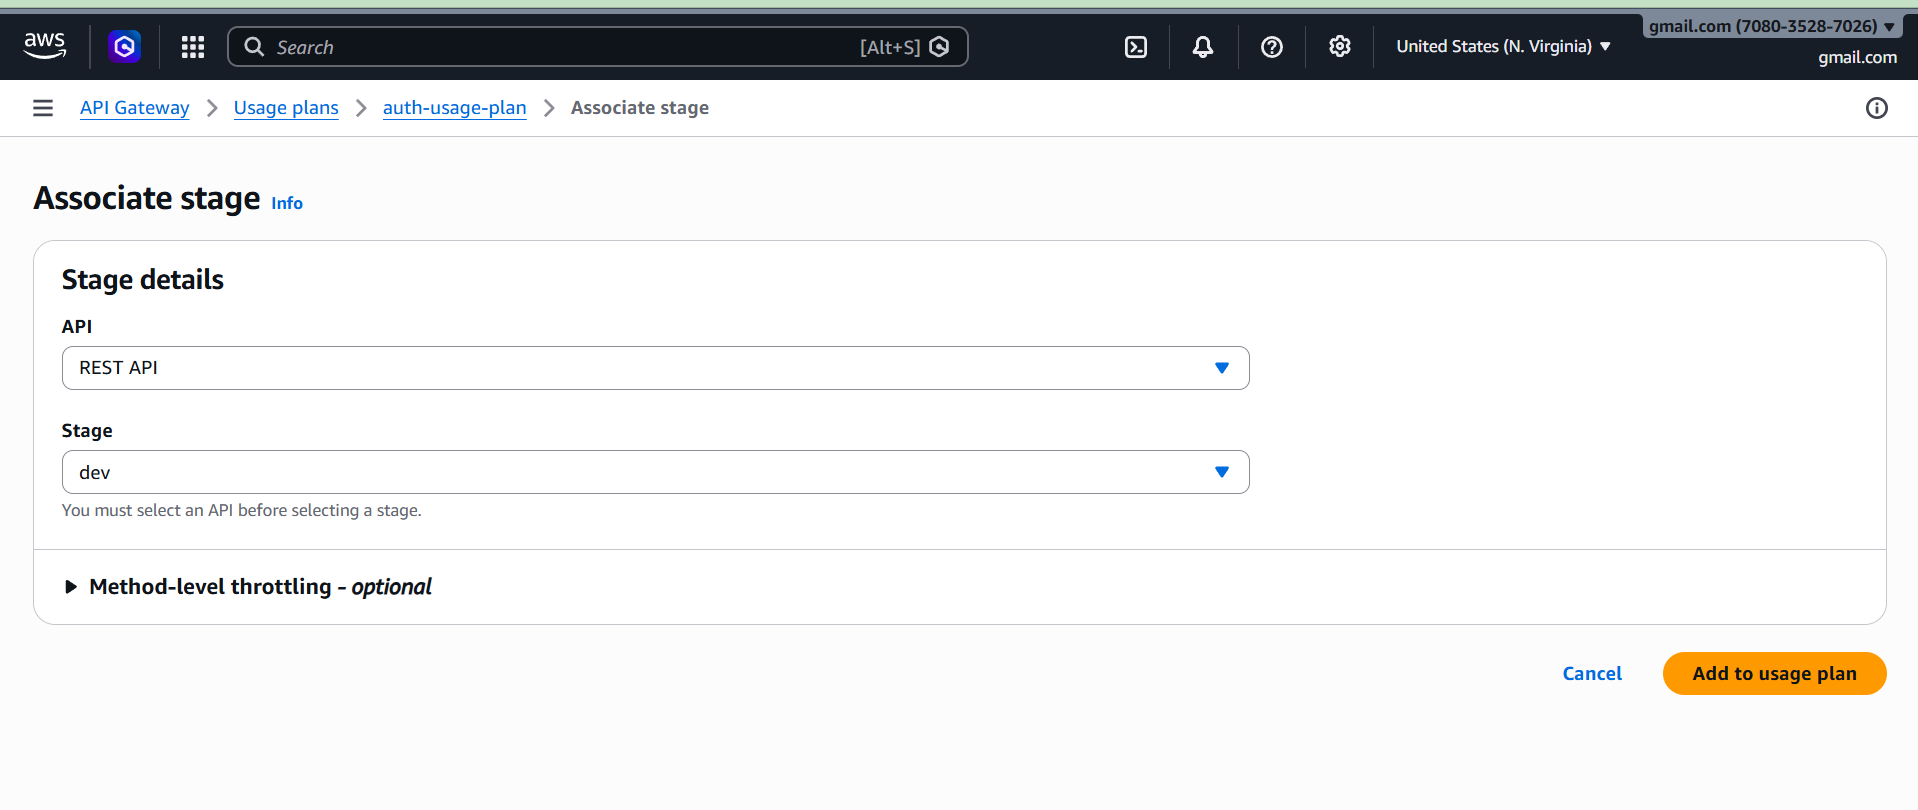 aws
Search [Alt+S]
United States (N. Virginia)
gmail.com (7080-3528-7026)
gmail.com
API Gateway > Usage plans > auth-usage-plan > Associate stage
Associate stage Info
Stage details
API
REST API
Stage
dev
You must select an API before selecting a stage.
Method-level throttling - optional
Cancel Add to usage plan